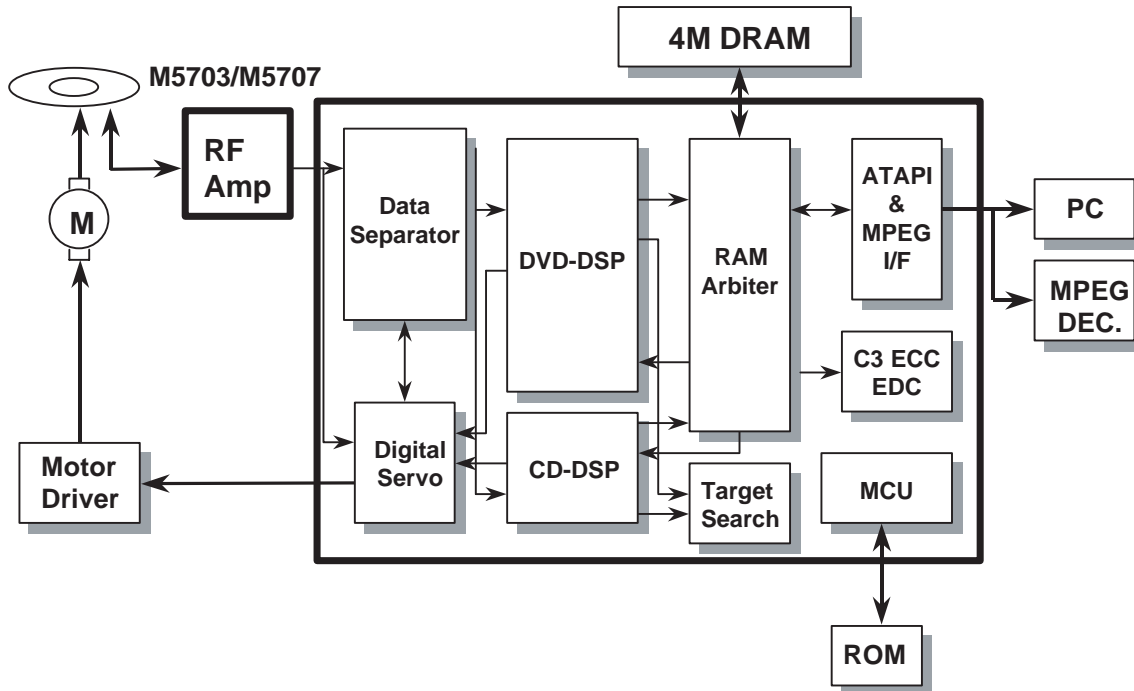 4M DRAM
M5703/M5707
RF
Amp
M
Data
Separator
DVD-DSP
RAM
Arbiter
ATAPI
&
MPEG
I/F
PC
MPEG
DEC.
C3 ECC
EDC
Digital
Servo
CD-DSP
Target
Search
MCU
Motor
Driver
ROM